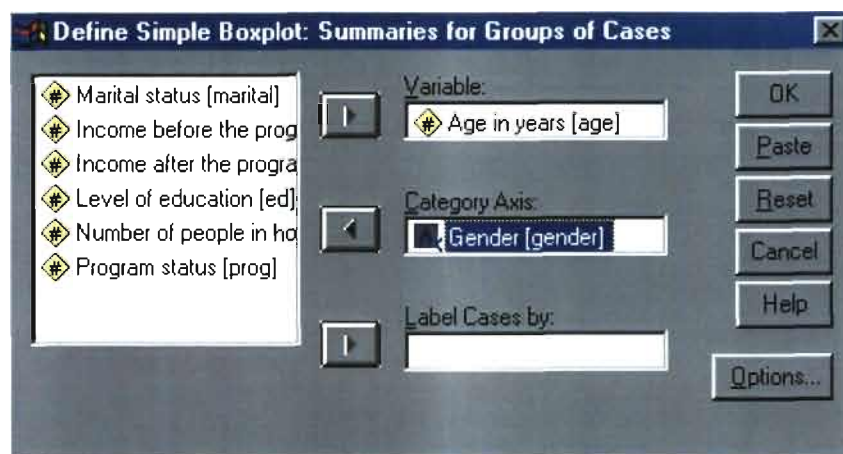 Define Simple Boxplot: Summaries for Groups of Cases
Marital status [marital]
Income before the prog
Income after the progra
Level of education [ed]
Number of people in ho
Program status [prog]
Variable:
Age in years [age]
Category Axis:
Gender [gender]
Label Cases by:
OK
Paste
Reset
Cancel
Help
Options...